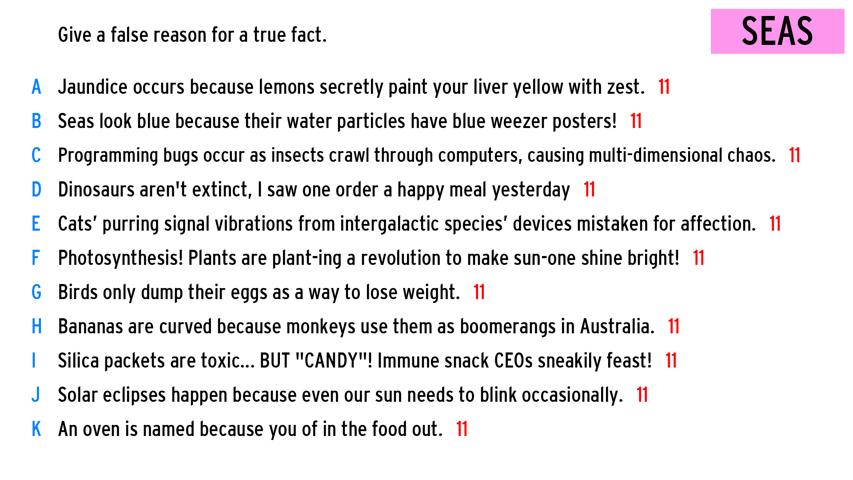 Give a false reason for a true fact.
SEAS
A Jaundice occurs because lemons secretly paint your liver yellow with zest. 11
B Seas look blue because their water particles have blue weezer posters! 11
C Programming bugs occur as insects crawl through computers, causing multi-dimensional chaos. 11
D Dinosaurs aren't extinct, I saw one order a happy meal yesterday 11
E Cats’ purring signal vibrations from intergalactic species’ devices mistaken for affection. 11
F Photosynthesis! Plants are plant-ing a revolution to make sun-one shine bright! 11
G Birds only dump their eggs as a way to lose weight. 11
H Bananas are curved because monkeys use them as boomerangs in Australia. 11
I Silica packets are toxic... BUT "CANDY"! Immune snack CEOs sneakily feast! 11
J Solar eclipses happen because even our sun needs to blink occasionally. 11
K An oven is named because you of in the food out. 11